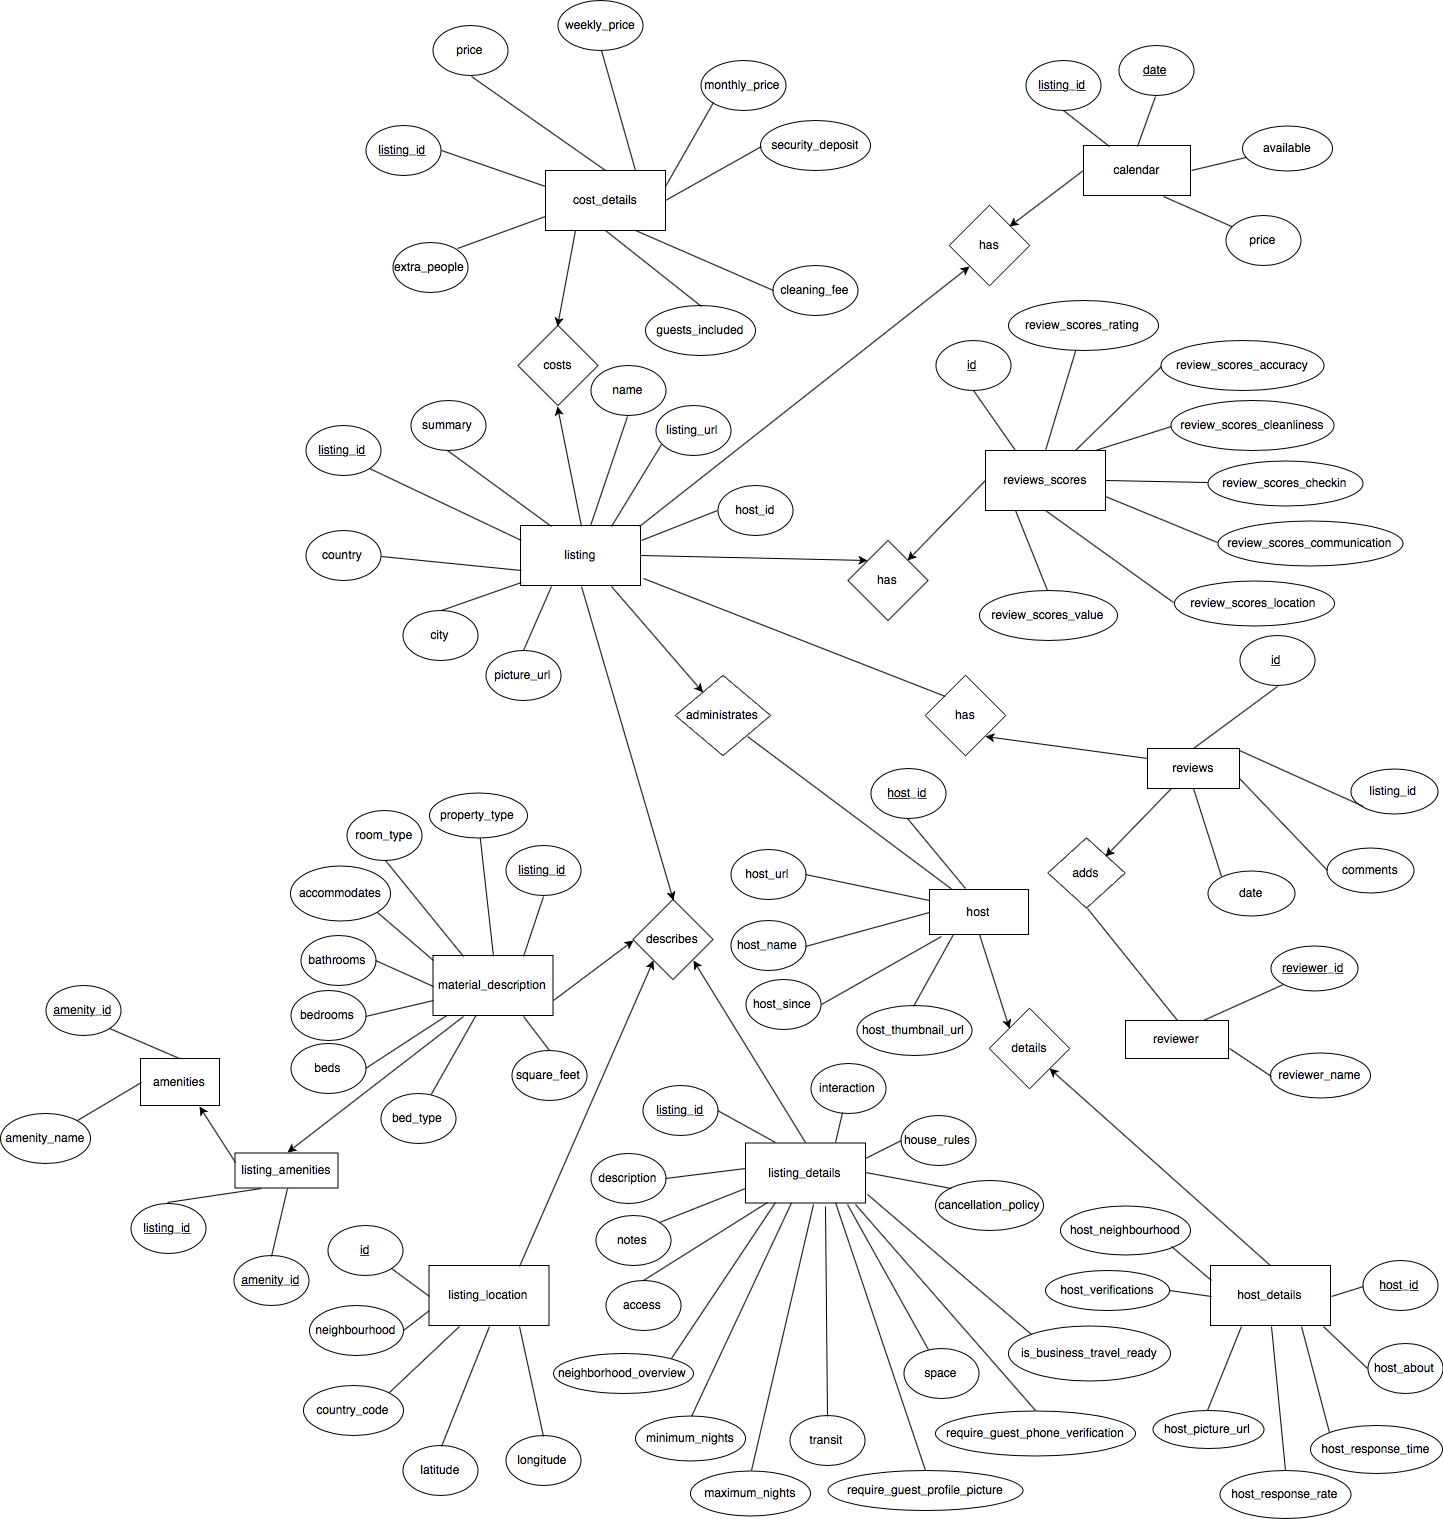 weekly_price
price
monthly_price
listing_id
security_deposit
cost_details
extra_people
cleaning_fee
guests_included
costs
listing_id
date
available
calendar
price
has
name
summary
listing_url
listing_id
host_id
country
listing
city
picture_url
review_scores_rating
id
review_scores_accuracy
review_scores_cleanliness
reviews_scores
review_scores_checkin
review_scores_communication
has
review_scores_location
review_scores_value
id
administrates
has
reviews
listing_id
comments
date
adds
reviewer_id
reviewer
reviewer_name
host_id
host_url
host
host_name
host_since
host_thumbnail_url
details
property_type
room_type
listing_id
accommodates
bathrooms
describes
material_description
bedrooms
beds
square_feet
bed_type
amenity_id
amenities
amenity_name
listing_amenities
listing_id
amenity_id
id
listing_location
neighbourhood
country_code
latitude
longitude
interaction
listing_id
house_rules
listing_details
description
cancellation_policy
notes
access
neighborhood_overview
is_business_travel_ready
space
minimum_nights
transit
require_guest_phone_verification
maximum_nights
require_guest_profile_picture
host_neighbourhood
host_verifications
host_details
host_id
host_about
host_picture_url
host_response_time
host_response_rate